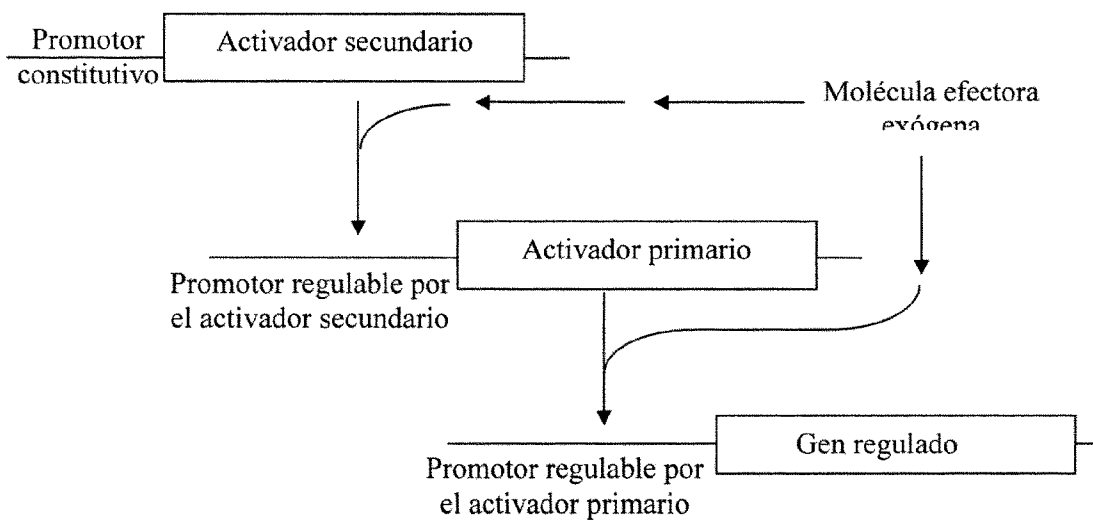 Promotor
constitutivo
Activador secundario
Molécula efectora
exógena
Activador primario
Promotor regulable por
el activador secundario
Gen regulado
Promotor regulable por
el activador primario